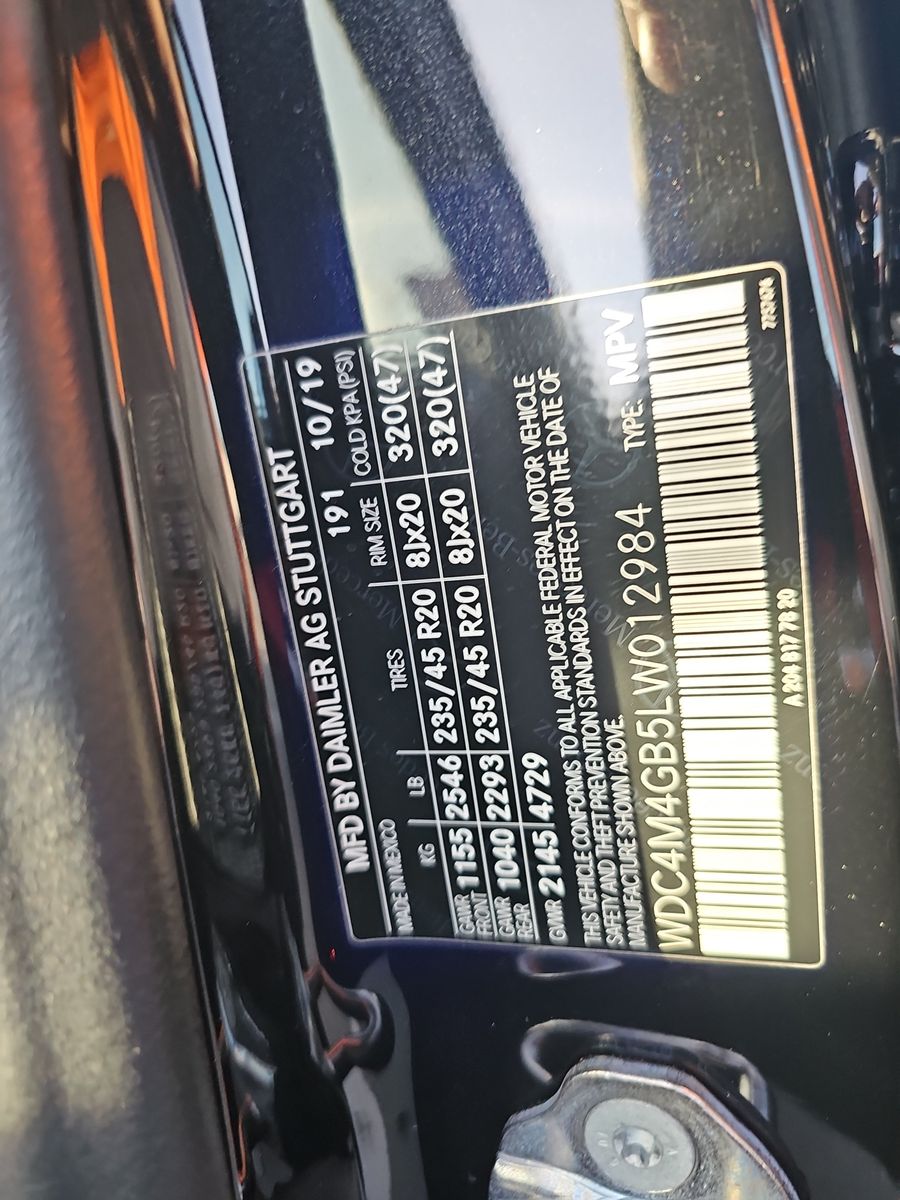 MFD BY DAIMLER AG STUTTGART
MADE IN MEXICO 191 10/19
KG LB TIRES RIM SIZE COLD KPA (PSI)
GAWR FRONT 1155 2546 235/45 R20 8Jx20 320(47)
GAWR REAR 1040 2293 235/45 R20 8Jx20 320(47)
GVWR 2145 4729
THIS VEHICLE CONFORMS TO ALL APPLICABLE FEDERAL MOTOR VEHICLE
SAFETY AND THEFT PREVENTION STANDARDS IN EFFECT ON THE DATE OF
MANUFACTURE SHOWN ABOVE.
WDC4M4GB5LW012984 TYPE: MPV
A 204 817 78 20